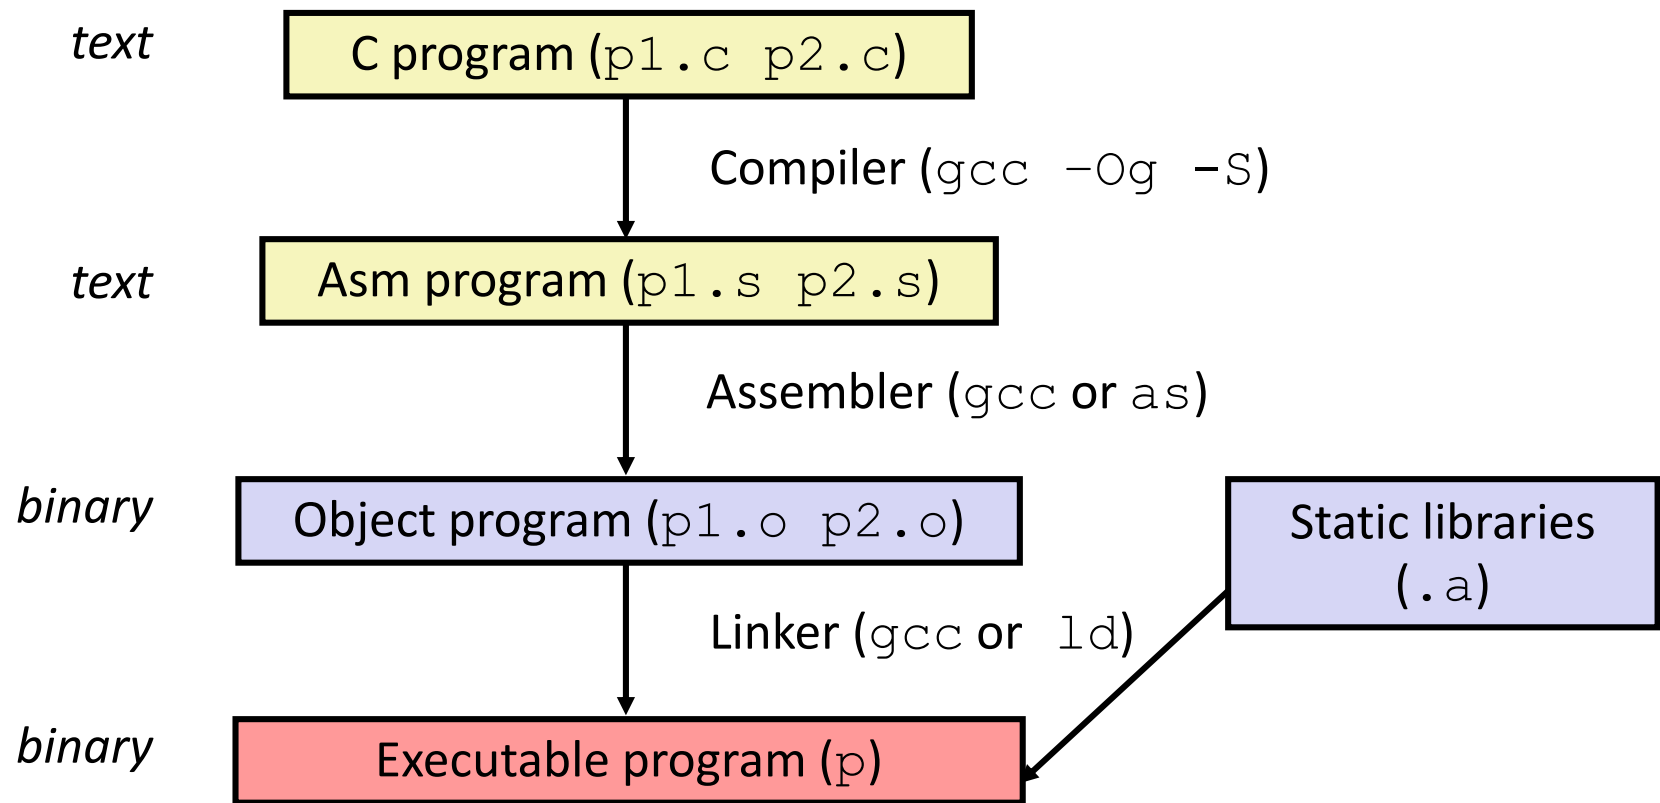 text
C program (p1.c p2.c)
Compiler (gcc –Og -S)
text
Asm program (p1.s p2.s)
Assembler (gcc or as)
binary
Object program (p1.o p2.o)
Static libraries
(.a)
Linker (gcc or ld)
binary
Executable program (p)